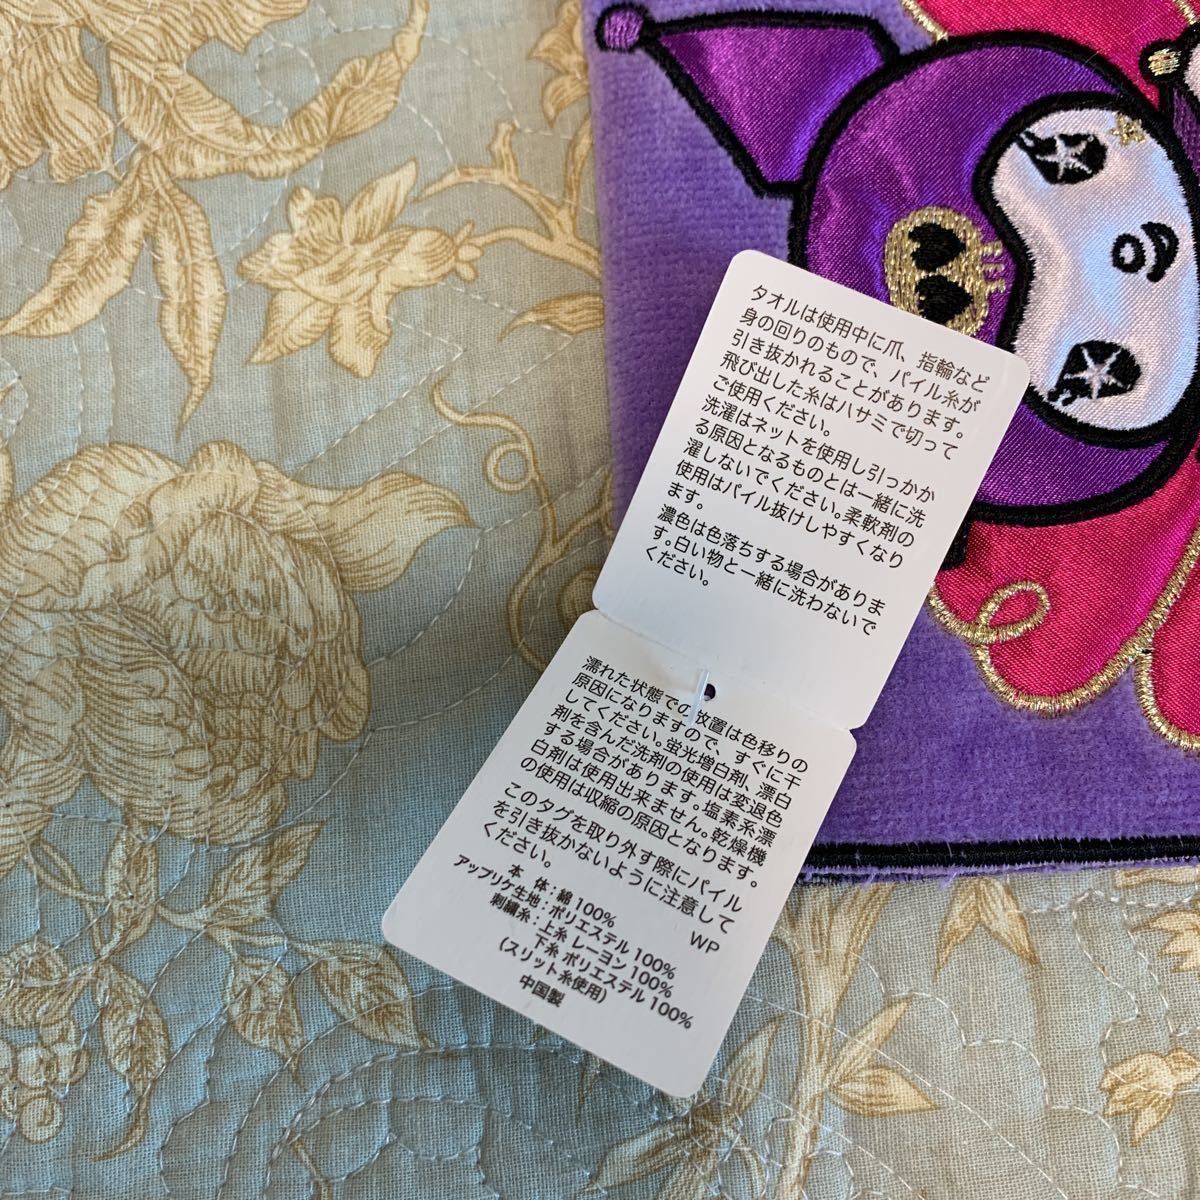 タオルは使用中に爪、指輪など
身の回りのもので、パイル糸が
引き抜かれることがあります。
飛び出した糸はハサミで切って
ご使用ください。
洗濯はネットを使用し引っかか
る原因となるものとは一緒に洗
濯しないでください。柔軟剤の
使用はパイル抜けしやすくなり
ます。
濃色は色落ちする場合がありま
す。白い物と一緒に洗わないで
ください。
濡れた状態での放置は色移りの
原因になりますので、すぐに干
してください。蛍光増白剤、漂白
剤を含んだ洗剤の使用は変退色
する場合があります。塩素系漂
白剤は使用出来ません。乾燥機
の使用は収縮の原因となります。
このタグを取り外す際にパイル
を引き抜かないように注意して
ください。
WP
本 体:綿 100%
アップリケ生地:ポリエステル 100%
刺繍糸:上糸 レーヨン 100%
下糸 ポリエステル 100%
(スリット糸使用)
中国製